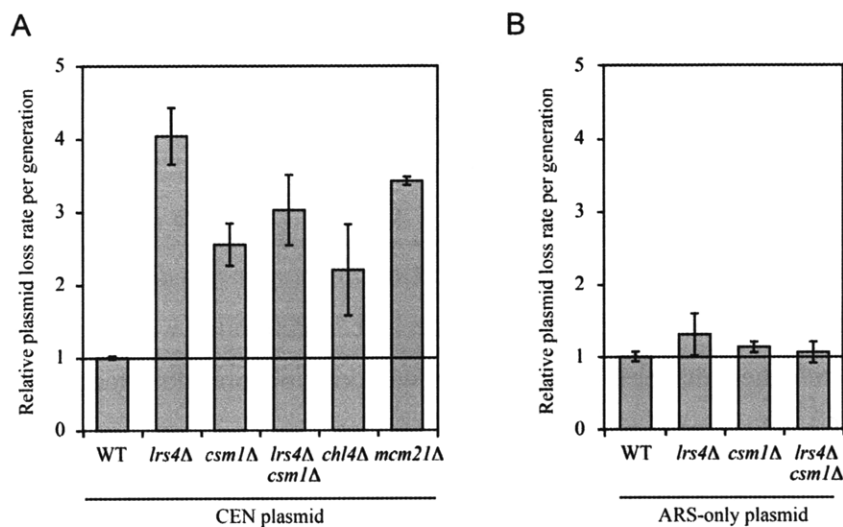 A
Relative plasmid loss rate per generation
5
4
3
2
1
0
WT lrs4Δ csm1Δ lrs4Δ chl4Δ mcm21Δ
csm1Δ
CEN plasmid
B
Relative plasmid loss rate per generation
5
4
3
2
1
0
WT lrs4Δ csm1Δ lrs4Δ
csm1Δ
ARS-only plasmid